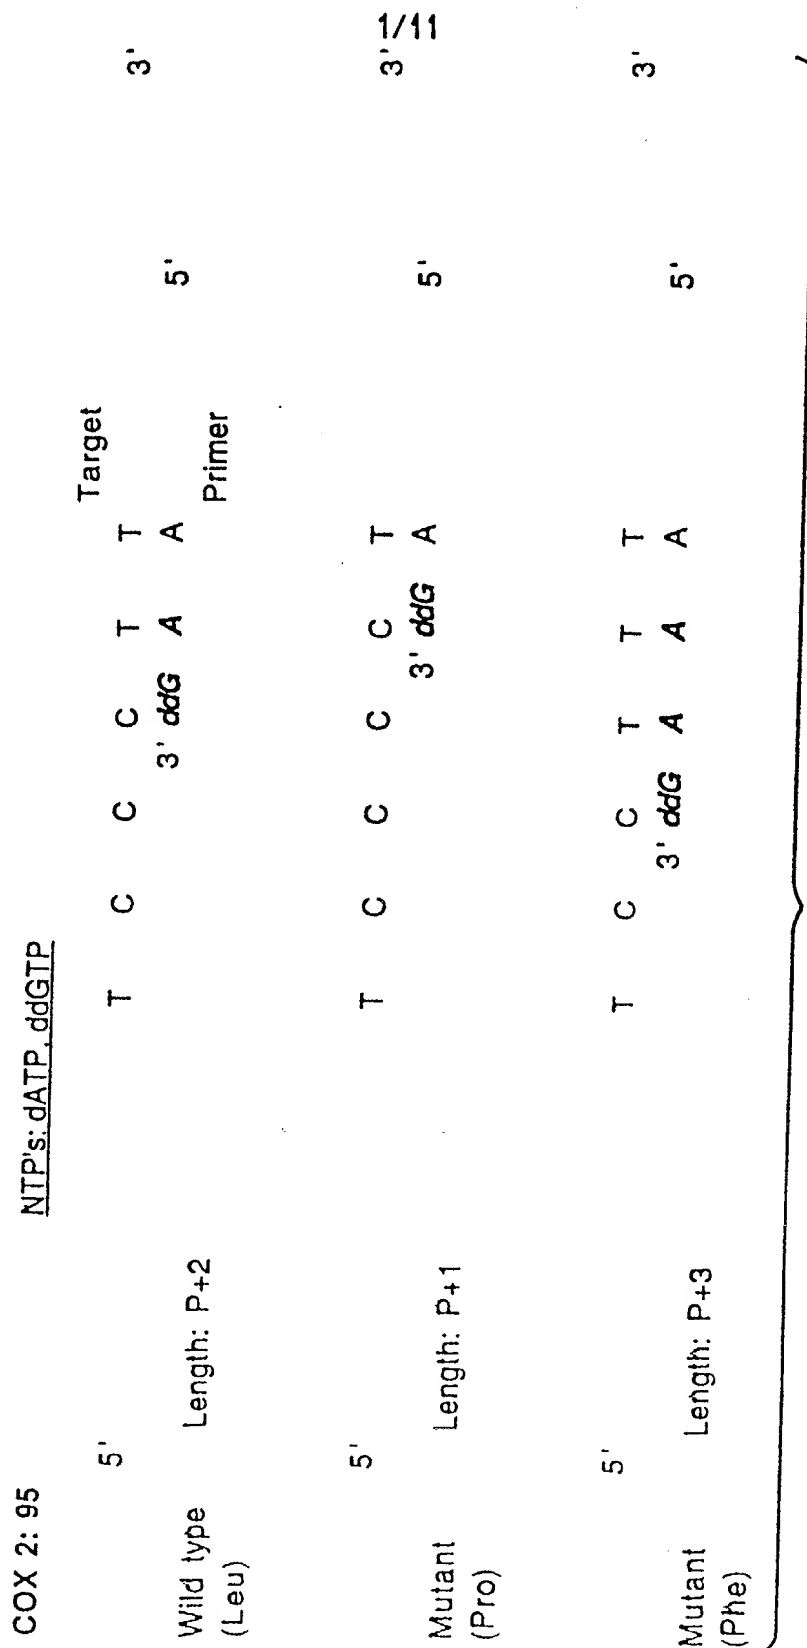 1/11
COX 2: 95
NTP's: dATP, ddGTP
Target
5' T C C C T T 3'
Wild type
(Leu)
Length: P+2
3' ddG A A 5'
Primer
5' T C C C C T 3'
Mutant
(Pro)
Length: P+1
3' ddG A 5'
5' T C C T T T 3'
Mutant
(Phe)
Length: P+3
3' ddG A A A 5'